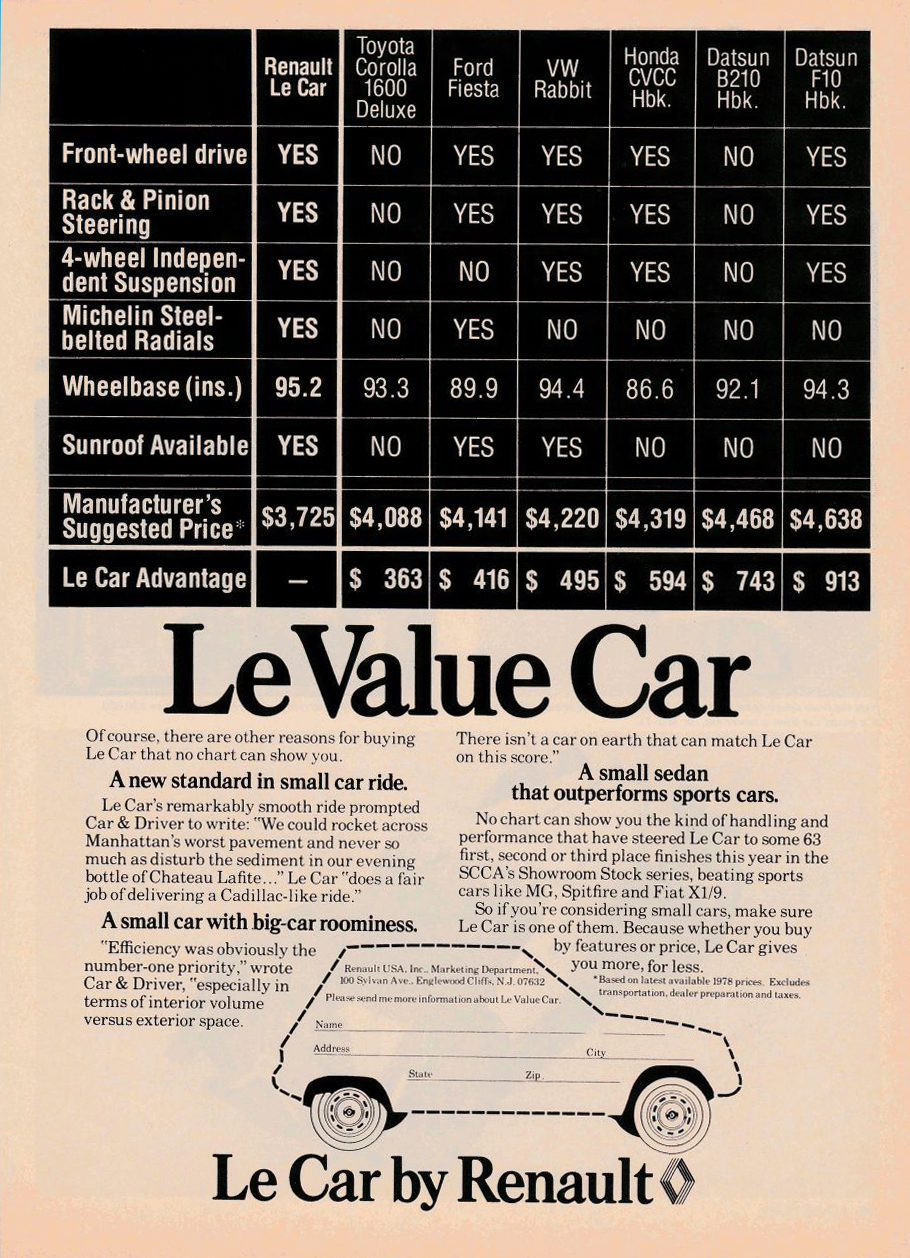 Renault Le Car | Toyota Corolla 1600 Deluxe | Ford Fiesta | VW Rabbit | Honda CVCC Hbk. | Datsun B210 Hbk. | Datsun F10 Hbk.
Front-wheel drive YES NO YES YES YES NO YES
Rack & Pinion Steering YES NO YES YES YES NO YES
4-wheel Indepen-dent Suspension YES NO NO YES YES NO YES
Michelin Steel-belted Radials YES NO YES NO NO NO NO
Wheelbase (ins.) 95.2 93.3 89.9 94.4 86.6 92.1 94.3
Sunroof Available YES NO YES YES NO NO NO
Manufacturer's Suggested Price* $3,725 $4,088 $4,141 $4,220 $4,319 $4,468 $4,638
Le Car Advantage — $ 363 $ 416 $ 495 $ 594 $ 743 $ 913
Le Value Car
Of course, there are other reasons for buying
Le Car that no chart can show you.
A new standard in small car ride.
Le Car's remarkably smooth ride prompted
Car & Driver to write: "We could rocket across
Manhattan's worst pavement and never so
much as disturb the sediment in our evening
bottle of Chateau Lafite..." Le Car "does a fair
job of delivering a Cadillac-like ride."
A small car with big-car roominess.
"Efficiency was obviously the
number-one priority," wrote
Car & Driver, "especially in
terms of interior volume
versus exterior space.
There isn't a car on earth that can match Le Car
on this score."
A small sedan
that outperforms sports cars.
No chart can show you the kind of handling and
performance that have steered Le Car to some 63
first, second or third place finishes this year in the
SCCA's Showroom Stock series, beating sports
cars like MG, Spitfire and Fiat X1/9.
So if you're considering small cars, make sure
Le Car is one of them. Because whether you buy
by features or price, Le Car gives
you more, for less.
*Based on latest available 1978 prices. Excludes
transportation, dealer preparation and taxes.
Renault USA, Inc., Marketing Department,
100 Sylvan Ave., Englewood Cliffs, N.J. 07632
Please send me more information about Le Value Car.
Name
Address City
State Zip
Le Car by Renault